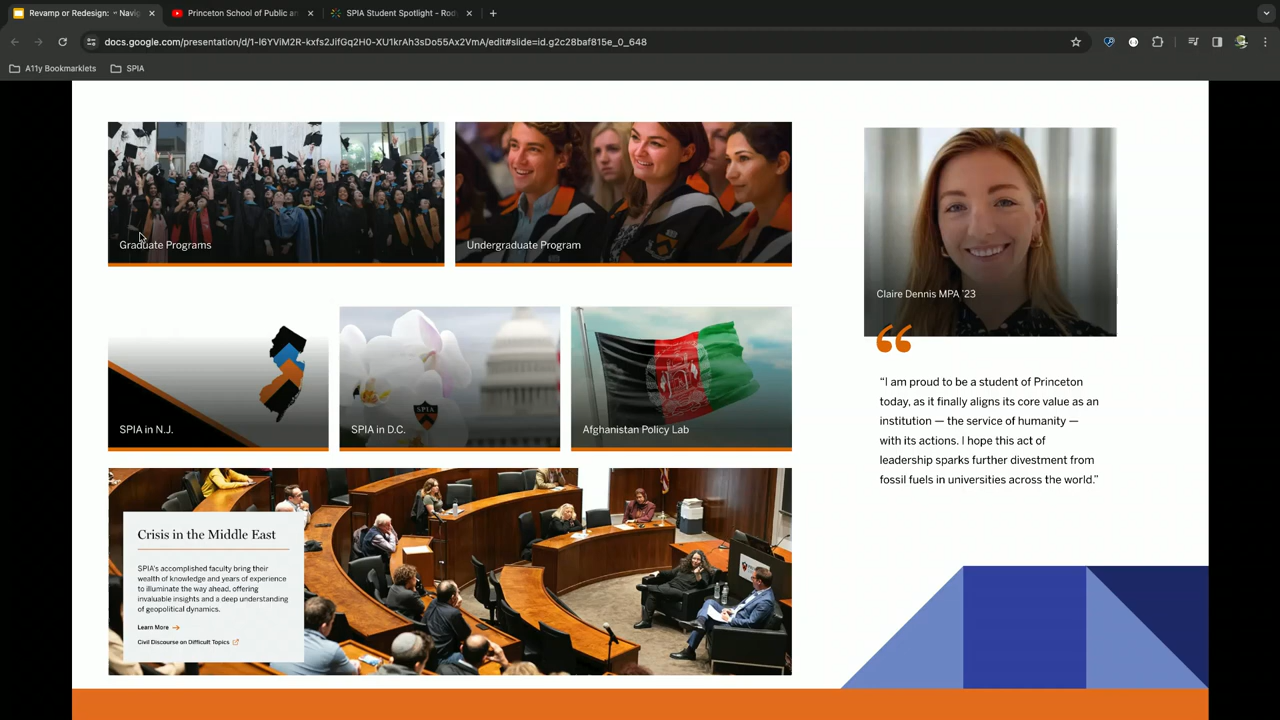 Revamp or Redesign: " Navig
Princeton School of Public an
SPIA Student Spotlight - Rod
docs.google.com/presentation/d/1-l6YViM2R-kxfs2JifGq2H0-XU1krAh3sDo55Ax2VmA/edit#slide=id.g2c28baf815e_0_648
A11y Bookmarklets
SPIA
Graduate Programs
Undergraduate Program
SPIA in N.J.
SPIA
SPIA in D.C.
Afghanistan Policy Lab
Crisis in the Middle East
SPIA's accomplished faculty bring their
wealth of knowledge and years of experience
to illuminate the way ahead, offering
invaluable insights and a deep understanding
of geopolitical dynamics.
Learn More →
Civil Discourse on Difficult Topics
Claire Dennis MPA '23
“
“I am proud to be a student of Princeton
today, as it finally aligns its core value as an
institution — the service of humanity —
with its actions. I hope this act of
leadership sparks further divestment from
fossil fuels in universities across the world.”